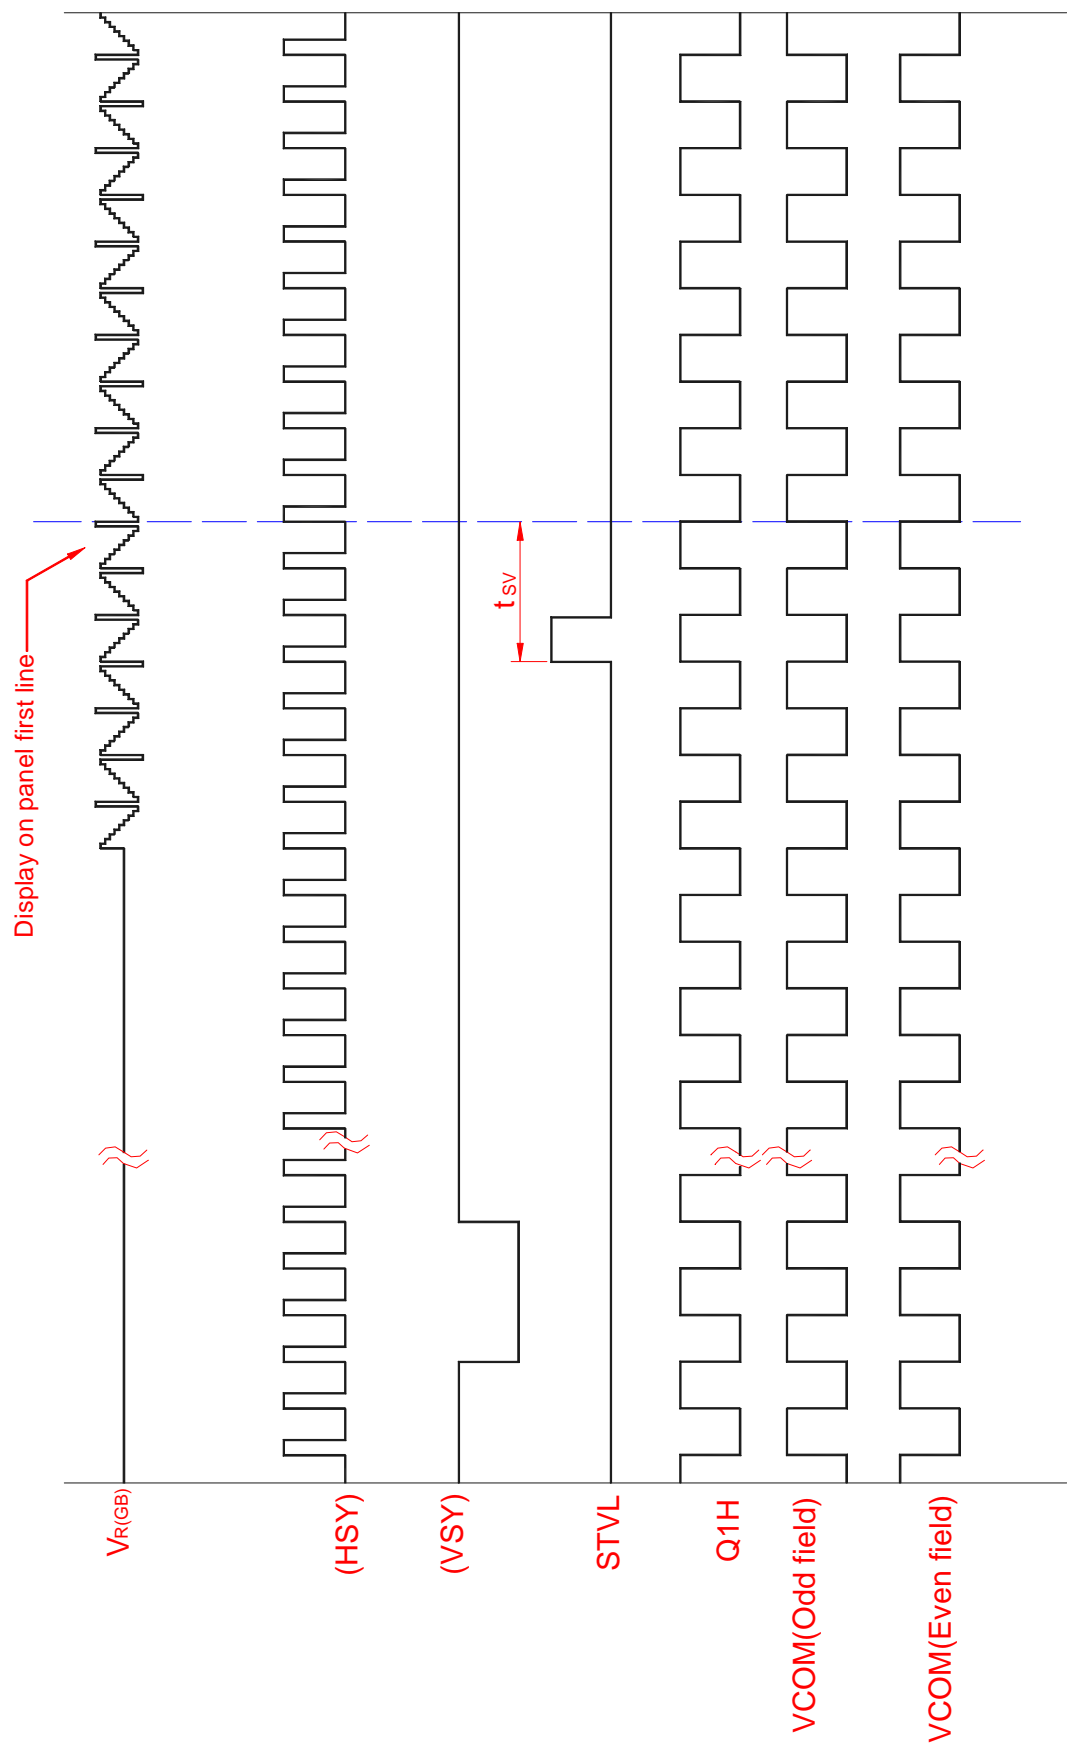 Display on panel first line
VR(GB)
(HSY)
(VSY)
tSV
STVL
Q1H
VCOM(Odd field)
VCOM(Even field)